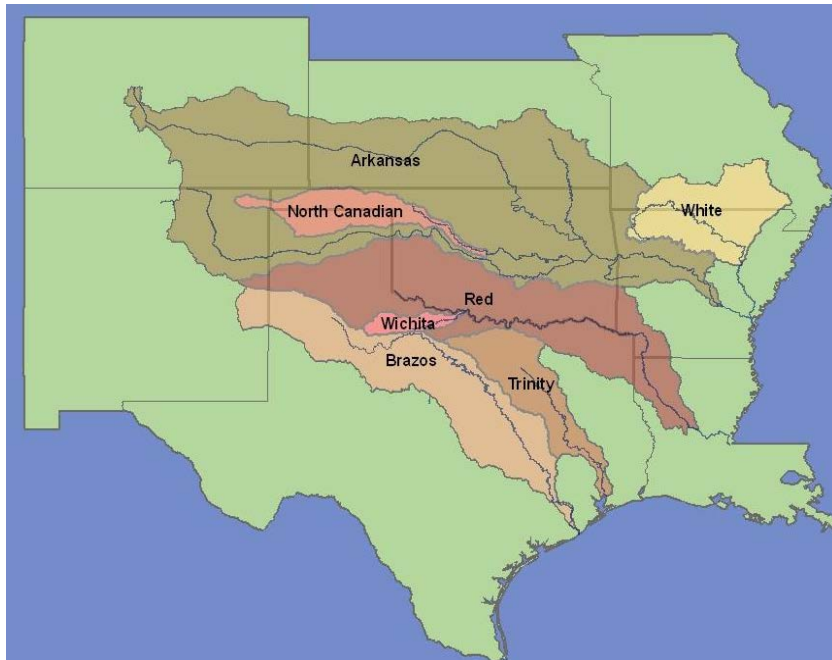 Arkansas
North Canadian
White
Red
Wichita
Brazos
Trinity